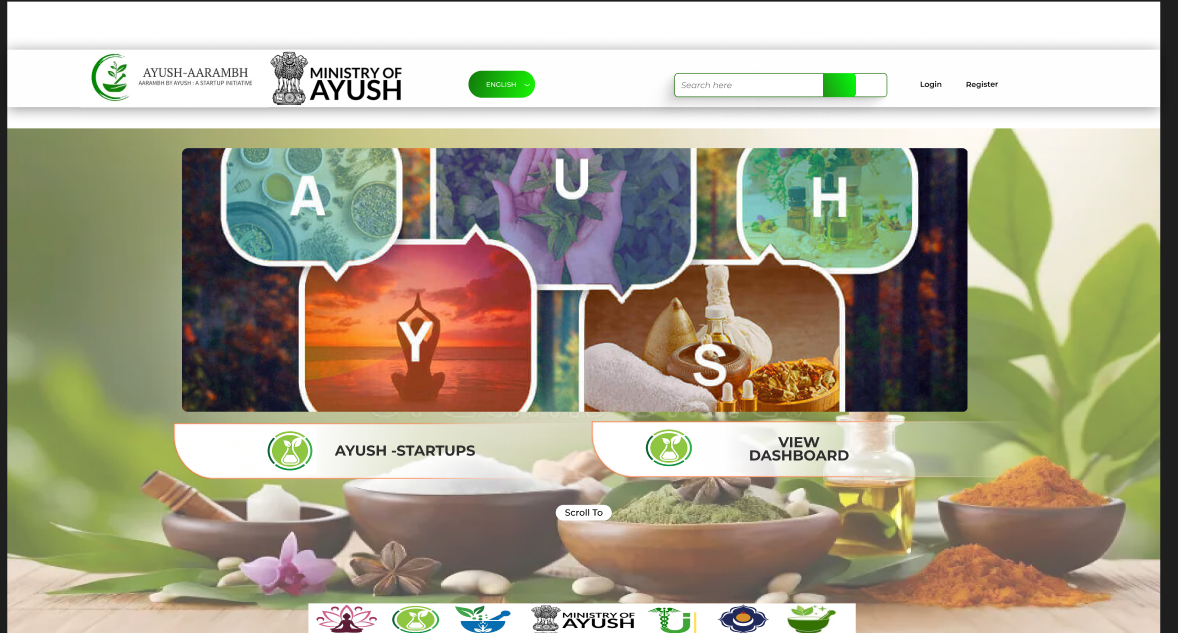 AYUSH-AARAMBH
AARAMBH BY AYUSH : A STARTUP INITIATIVE
MINISTRY OF
AYUSH
ENGLISH
Search here
Login
Register
A
Y
U
S
H
AYUSH -STARTUPS
VIEW
DASHBOARD
Scroll To
MINISTRY OF
AYUSH